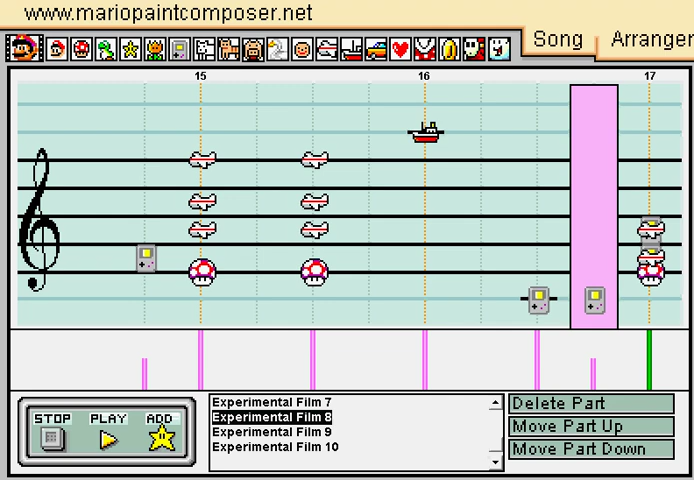 www.mariopaintcomposer.net
Song
Arranger
15
16
17
STOP
PLAY
ADD
Experimental Film 7
Experimental Film 8
Experimental Film 9
Experimental Film 10
Delete Part
Move Part Up
Move Part Down